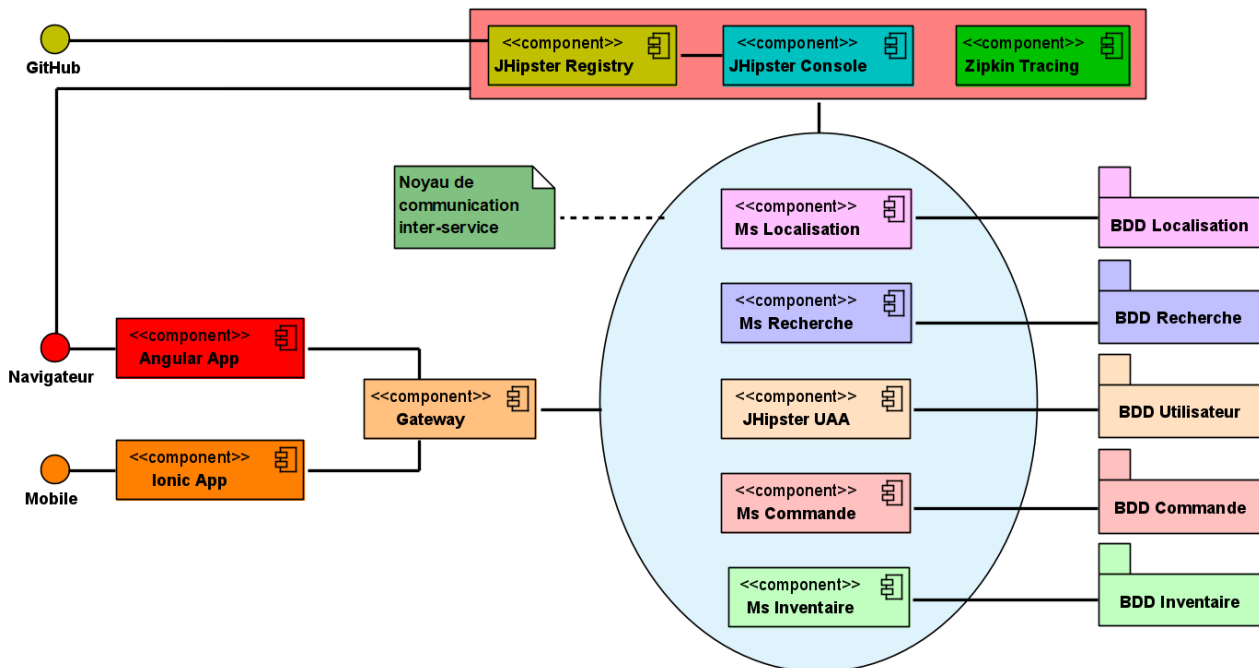 GitHub
<<component>>
JHipster Registry
<<component>>
JHipster Console
<<component>>
Zipkin Tracing
Noyau de
communication
inter-service
<<component>>
Ms Localisation
BDD Localisation
<<component>>
Ms Recherche
BDD Recherche
Navigateur
<<component>>
Angular App
<<component>>
Gateway
<<component>>
JHipster UAA
BDD Utilisateur
Mobile
<<component>>
Ionic App
<<component>>
Ms Commande
BDD Commande
<<component>>
Ms Inventaire
BDD Inventaire